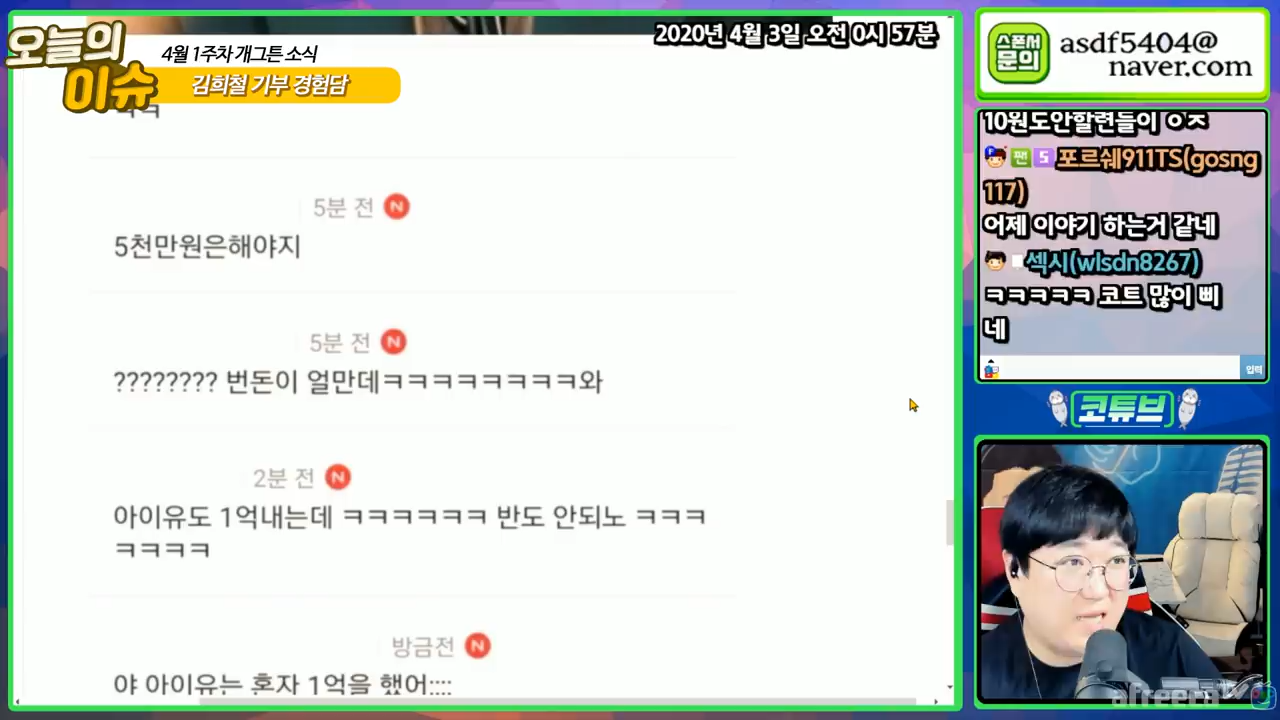 오늘의
이슈
4월 1주차 개그튼 소식
김희철 기부 경험담
2020년 4월 3일 오전 0시 57분
5분 전 N
5천만원은해야지
5분 전 N
???????? 번돈이 얼만데ㅋㅋㅋㅋㅋㅋㅋㅋㅋ와
2분 전 N
아이유도 1억내는데 ㅋㅋㅋㅋㅋㅋ 반도 안되노 ㅋㅋㅋ
ㅋㅋㅋㅋ
방금전 N
야 아이유는 혼자 1억을 했어::::
스폰서
문의
asdf5404@
naver.com
10원도안할련들이 ㅇㅈ
팬 5 포르쉐911TS(gosng
117)
어제 이야기 하는거 같네
섹시(wlsdn8267)
ㅋㅋㅋㅋㅋ 코트 많이 삐
네
입력
코튜브
afreecaTV